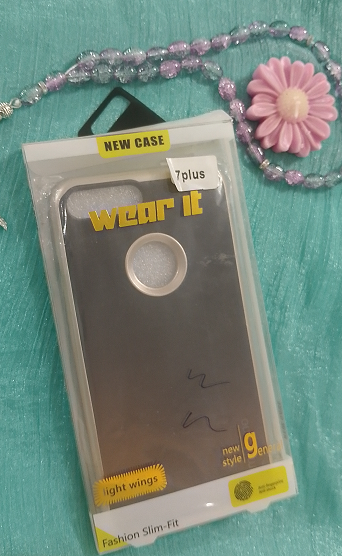 NEW CASE
7plus
wear it
new
style
light wings
Fashion Slim-Fit